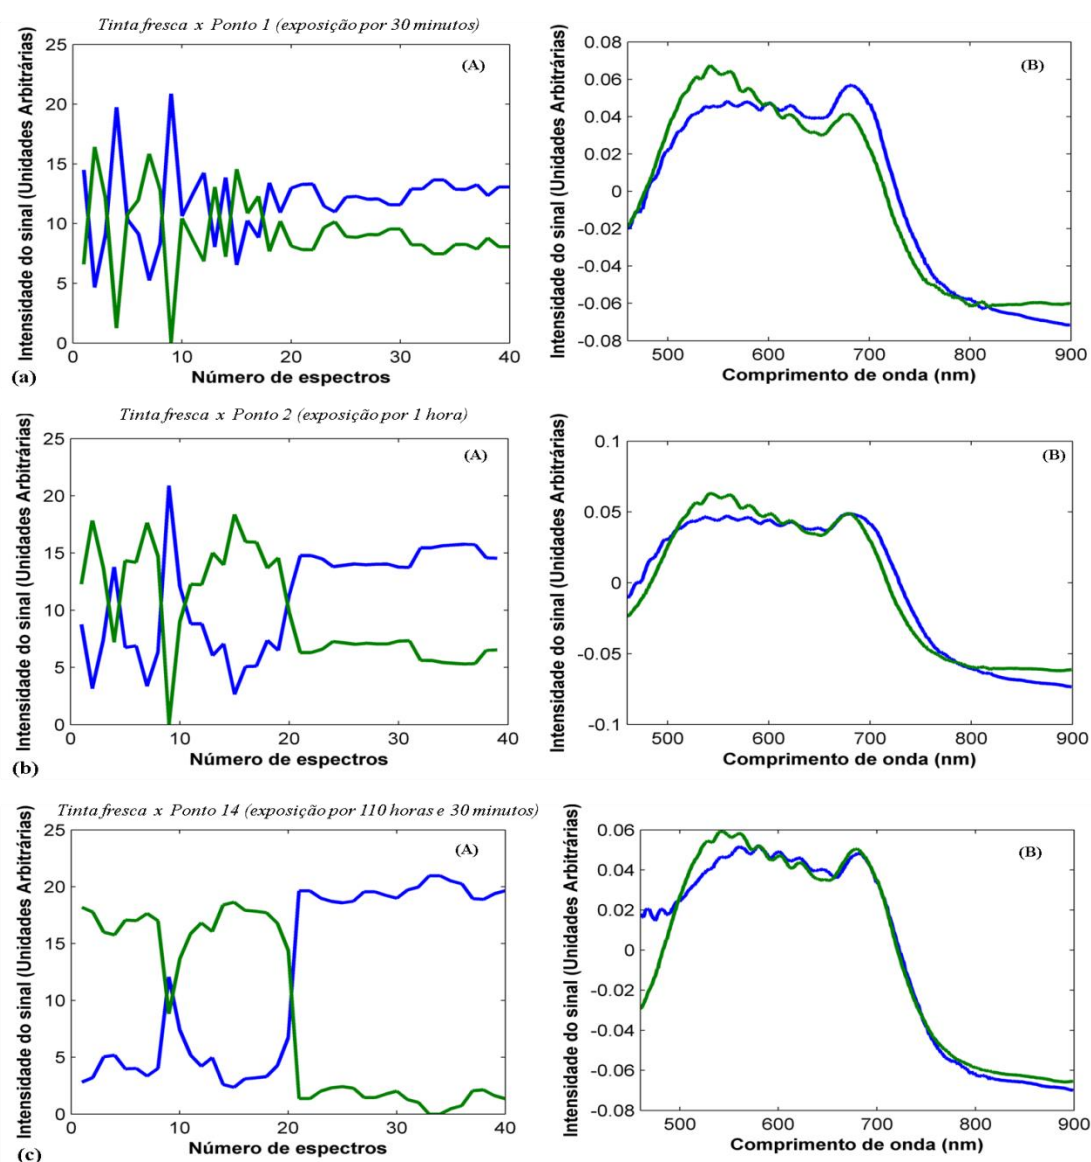 Tinta fresca x Ponto 1 (exposição por 30 minutos)
(A)
Intensidade do sinal (Unidades Arbitrárias)
25
20
15
10
5
0
0 10 20 30 40
Número de espectros
(a)
(B)
Intensidade do sinal (Unidades Arbitrárias)
0.08
0.06
0.04
0.02
0
-0.02
-0.04
-0.06
-0.08
500 600 700 800 900
Comprimento de onda (nm)
Tinta fresca x Ponto 2 (exposição por 1 hora)
(A)
Intensidade do sinal (Unidades Arbitrárias)
25
20
15
10
5
0
0 10 20 30 40
Número de espectros
(b)
(B)
Intensidade do sinal (Unidades Arbitrárias)
0.1
0.05
0
-0.05
-0.1
500 600 700 800 900
Comprimento de onda (nm)
Tinta fresca x Ponto 14 (exposição por 110 horas e 30 minutos)
(A)
Intensidade do sinal (Unidades Arbitrárias)
25
20
15
10
5
0
0 10 20 30 40
Número de espectros
(c)
(B)
Intensidade do sinal (Unidades Arbitrárias)
0.06
0.04
0.02
0
-0.02
-0.04
-0.06
-0.08
500 600 700 800 900
Comprimento de onda (nm)